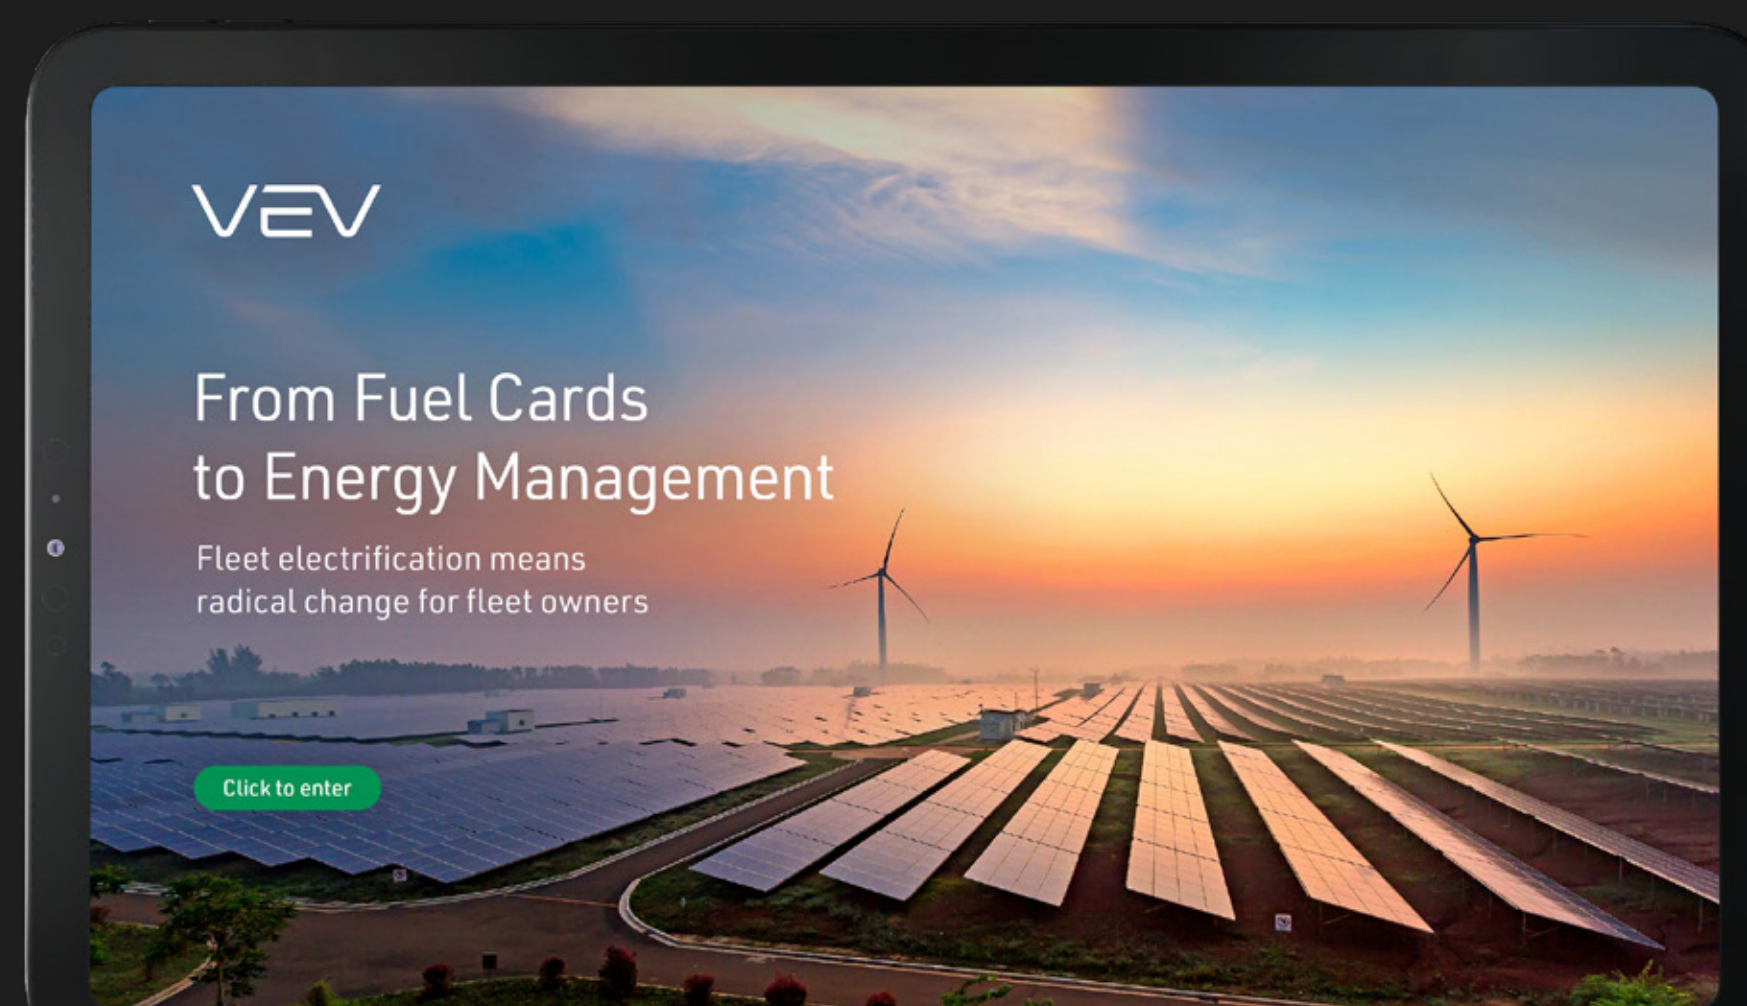 VEV
From Fuel Cards
to Energy Management
Fleet electrification means
radical change for fleet owners
Click to enter